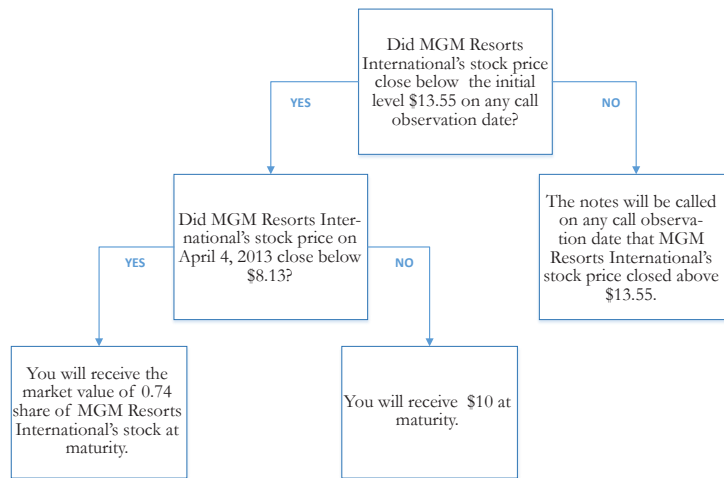 Did MGM Resorts
International's stock price
close below the initial
level $13.55 on any call
observation date?
YES
NO
Did MGM Resorts Inter-
national's stock price on
April 4, 2013 close below
$8.13?
The notes will be called
on any call observa-
tion date that MGM
Resorts International's
stock price closed above
$13.55.
YES
NO
You will receive the
market value of 0.74
share of MGM Resorts
International's stock at
maturity.
You will receive $10 at
maturity.